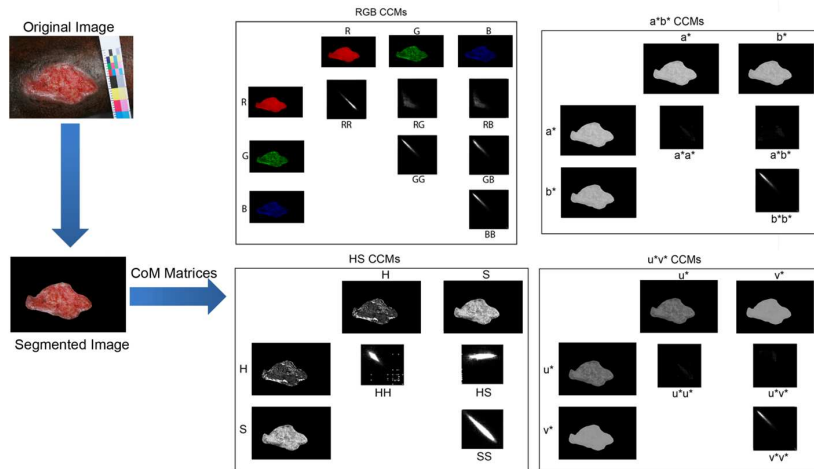 Original Image
Segmented Image
CoM Matrices
RGB CCMs
R G B
R
RR RG RB
G
GG GB
B
BB
a*b* CCMs
a* b*
a*
a*a* a*b*
b*
b*b*
HS CCMs
H S
H
HH HS
S
SS
u*v* CCMs
u* v*
u*
u*u* u*v*
v*
v*v*